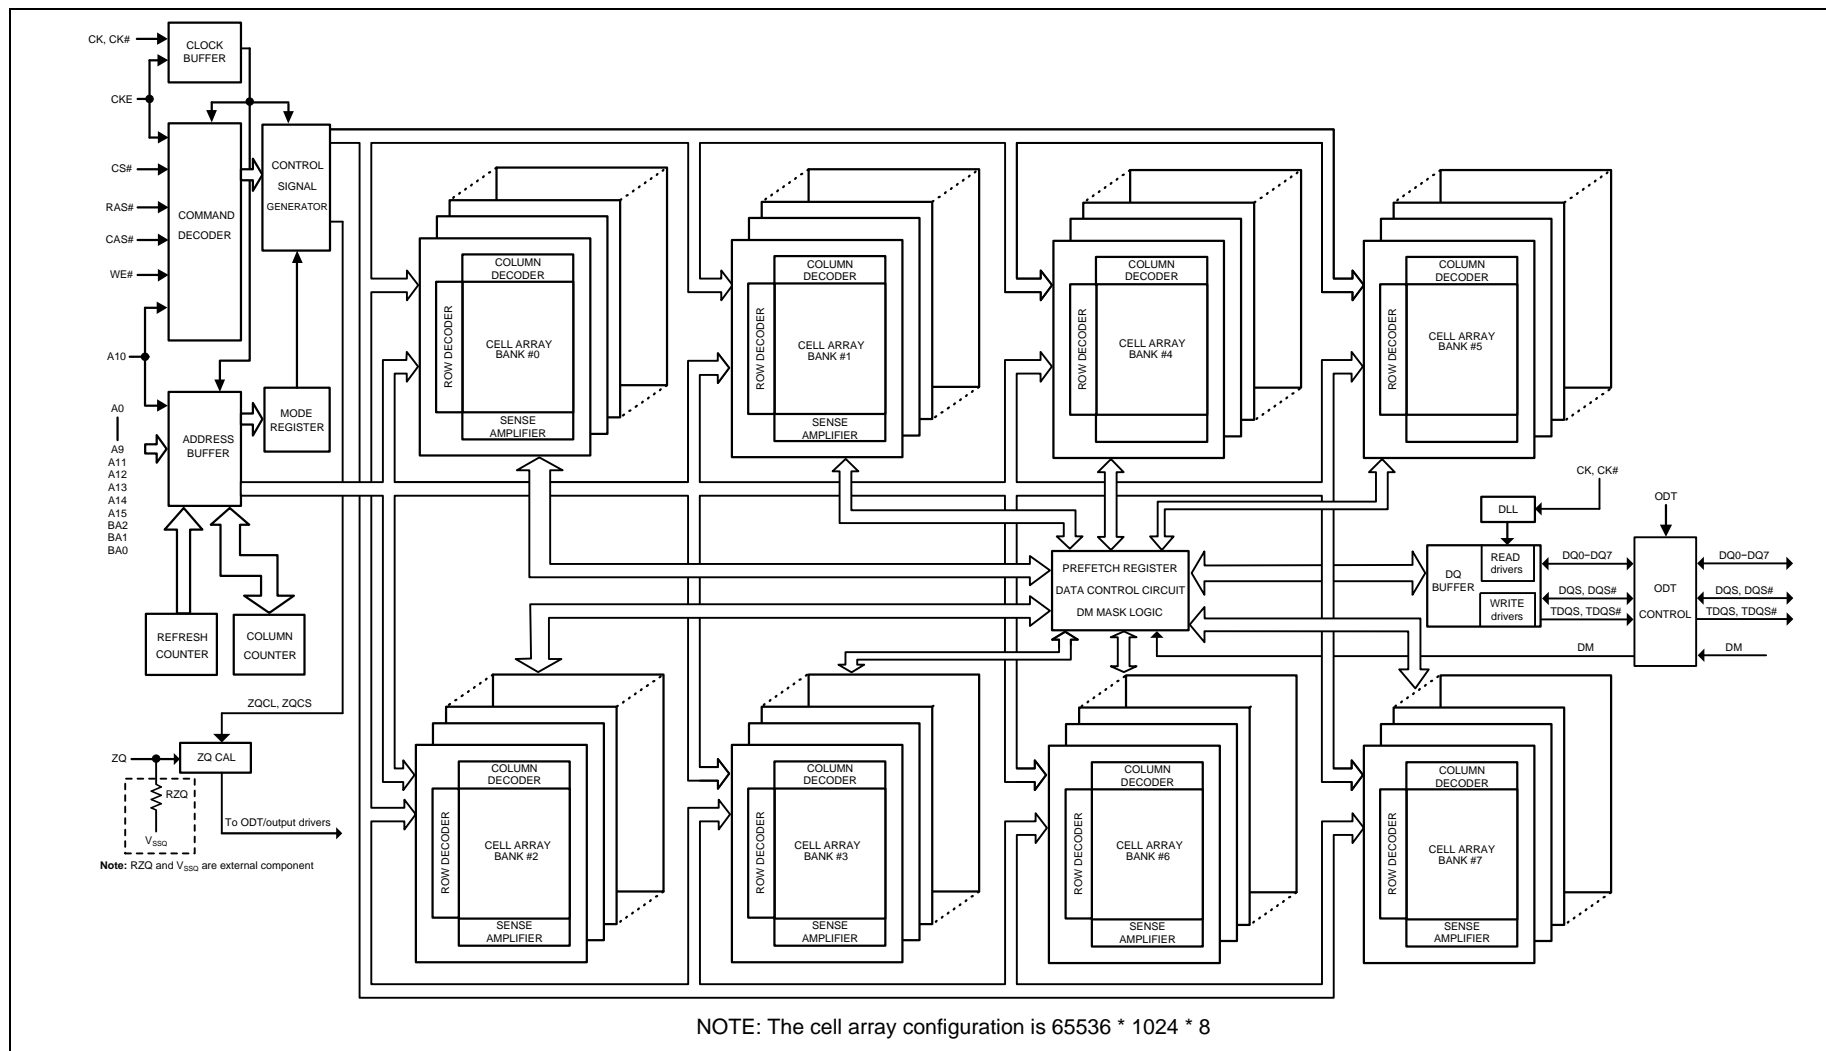 CK, CK#
CLOCK
BUFFER
CKE
CS#
RAS#
CAS#
WE#
A10
COMMAND
DECODER
CONTROL
SIGNAL
GENERATOR
A0
A9
A11
A12
A13
A14
A15
BA2
BA1
BA0
ADDRESS
BUFFER
MODE
REGISTER
REFRESH
COUNTER
COLUMN
COUNTER
ZQCL, ZQCS
ZQ
ZQ CAL
RZQ
VSSQ
To ODT/output drivers
Note: RZQ and VSSQ are external component
COLUMN
DECODER
ROW DECODER
CELL ARRAY
BANK #0
SENSE
AMPLIFIER
COLUMN
DECODER
ROW DECODER
CELL ARRAY
BANK #1
SENSE
AMPLIFIER
COLUMN
DECODER
ROW DECODER
CELL ARRAY
BANK #4
COLUMN
DECODER
ROW DECODER
CELL ARRAY
BANK #5
PREFETCH REGISTER
DATA CONTROL CIRCUIT
DM MASK LOGIC
CK, CK#
DLL
ODT
DQ
BUFFER
READ
drivers
WRITE
drivers
DQ0−DQ7
DQS, DQS#
TDQS, TDQS#
DM
ODT
CONTROL
DQ0−DQ7
DQS, DQS#
TDQS, TDQS#
DM
COLUMN
DECODER
ROW DECODER
CELL ARRAY
BANK #2
SENSE
AMPLIFIER
COLUMN
DECODER
ROW DECODER
CELL ARRAY
BANK #3
SENSE
AMPLIFIER
COLUMN
DECODER
ROW DECODER
CELL ARRAY
BANK #6
SENSE
AMPLIFIER
COLUMN
DECODER
ROW DECODER
CELL ARRAY
BANK #7
SENSE
AMPLIFIER
NOTE: The cell array configuration is 65536 * 1024 * 8